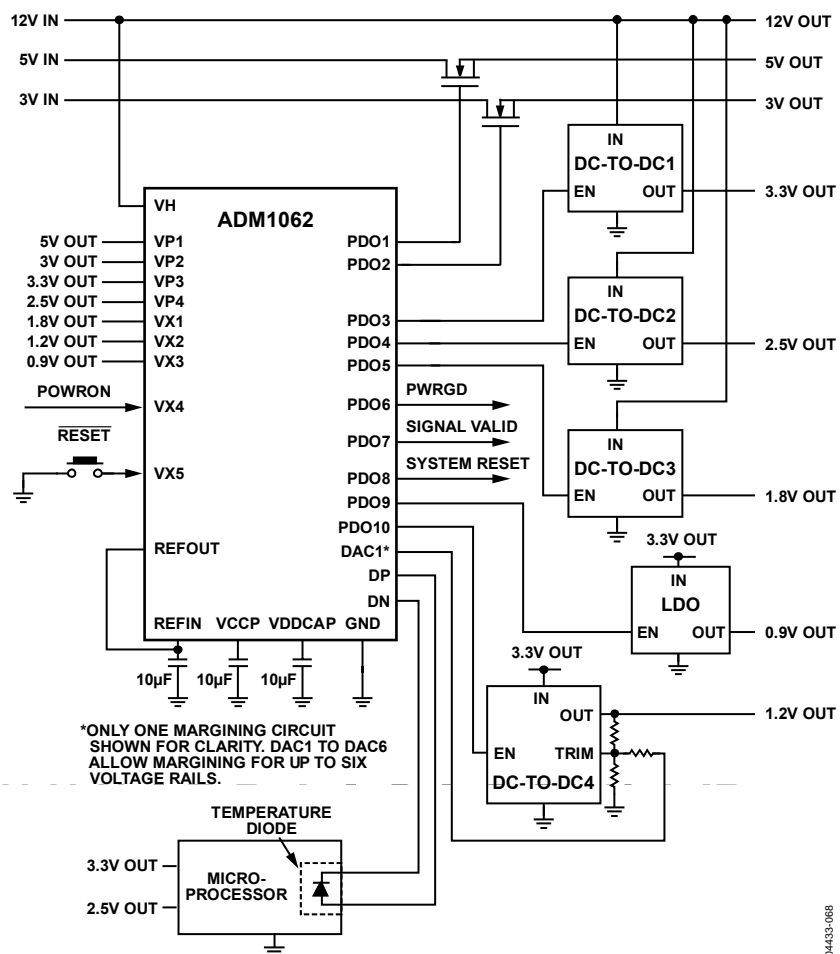 12V IN
12V OUT
5V IN
5V OUT
3V IN
3V OUT
IN
DC-TO-DC1
EN OUT
3.3V OUT
VH
ADM1062
5V OUT VP1
3V OUT VP2
3.3V OUT VP3
2.5V OUT VP4
1.8V OUT VX1
1.2V OUT VX2
0.9V OUT VX3
POWRON
VX4
RESET
VX5
REFOUT
REFIN VCCP VDDCAP GND
PDO1
PDO2
PDO3
PDO4
PDO5
PDO6
PWRGD
PDO7
SIGNAL VALID
PDO8
SYSTEM RESET
PDO9
PDO10
DAC1*
DP
DN
IN
DC-TO-DC2
EN OUT
2.5V OUT
IN
DC-TO-DC3
EN OUT
1.8V OUT
3.3V OUT
IN
LDO
EN OUT
0.9V OUT
3.3V OUT
IN
OUT
1.2V OUT
EN TRIM
DC-TO-DC4
10µF 10µF 10µF
*ONLY ONE MARGINING CIRCUIT
SHOWN FOR CLARITY. DAC1 TO DAC6
ALLOW MARGINING FOR UP TO SIX
VOLTAGE RAILS.
TEMPERATURE
DIODE
3.3V OUT
2.5V OUT
MICRO-
PROCESSOR
04433-068